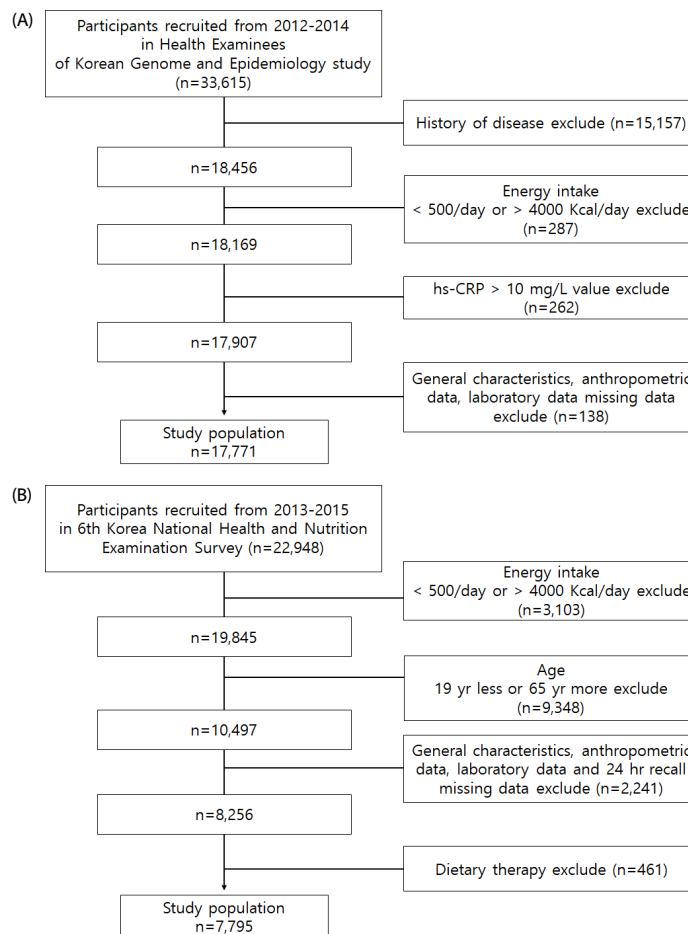 (A)
Participants recruited from 2012-2014
in Health Examinees
of Korean Genome and Epidemiology study
(n=33,615)
History of disease exclude (n=15,157)
n=18,456
Energy intake
< 500/day or > 4000 Kcal/day exclude
(n=287)
n=18,169
hs-CRP > 10 mg/L value exclude
(n=262)
n=17,907
General characteristics, anthropometric
data, laboratory data missing data
exclude (n=138)
Study population
n=17,771
(B)
Participants recruited from 2013-2015
in 6th Korea National Health and Nutrition
Examination Survey (n=22,948)
Energy intake
< 500/day or > 4000 Kcal/day exclude
(n=3,103)
n=19,845
Age
19 yr less or 65 yr more exclude
(n=9,348)
n=10,497
General characteristics, anthropometric
data, laboratory data and 24 hr recall
missing data exclude (n=2,241)
n=8,256
Dietary therapy exclude (n=461)
Study population
n=7,795